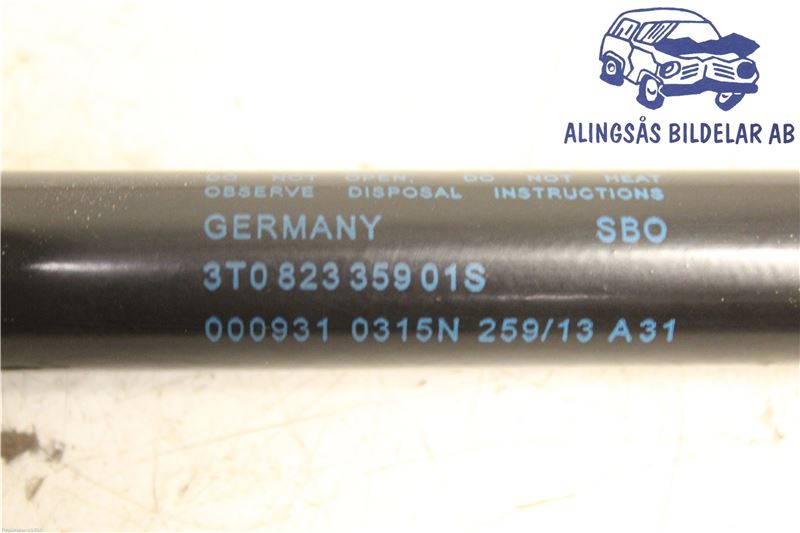 ALINGSÅS BILDELAR AB
DO NOT OPEN, DO NOT HEAT
OBSERVE DISPOSAL INSTRUCTIONS
GERMANY SBO
3T0 823 359 01S
000931 0315N 259/13 A31